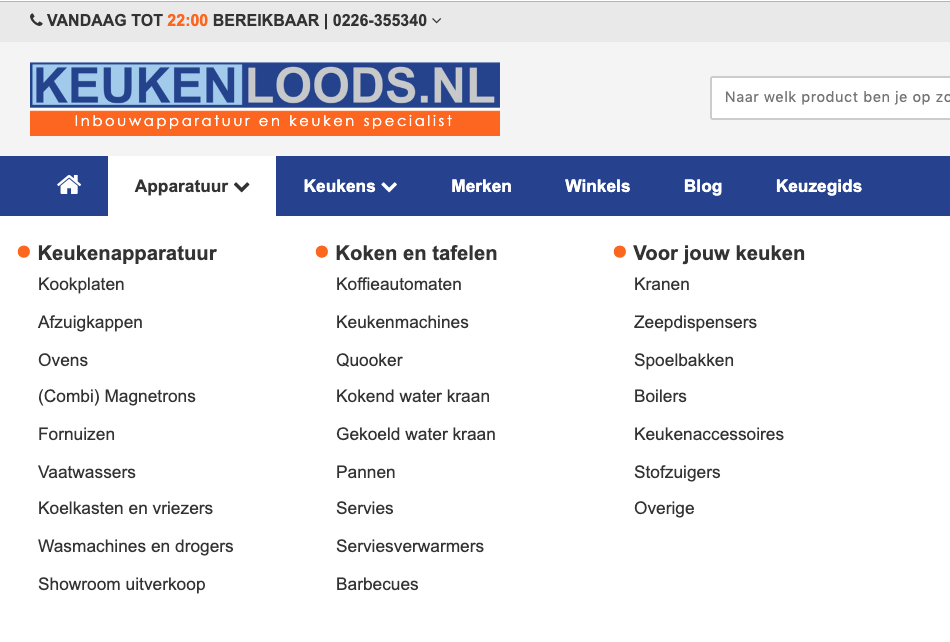 VANDAAG TOT 22:00 BEREIKBAAR | 0226-355340
KEUKENLOODS.NL
Inbouwapparatuur en keuken specialist
Naar welk product ben je op zo
Apparatuur Keukens Merken Winkels Blog Keuzegids
Keukenapparatuur
Kookplaten
Afzuigkappen
Ovens
(Combi) Magnetrons
Fornuizen
Vaatwassers
Koelkasten en vriezers
Wasmachines en drogers
Showroom uitverkoop
Koken en tafelen
Koffieautomaten
Keukenmachines
Quooker
Kokend water kraan
Gekoeld water kraan
Pannen
Servies
Serviesverwarmers
Barbecues
Voor jouw keuken
Kranen
Zeepdispensers
Spoelbakken
Boilers
Keukenaccessoires
Stofzuigers
Overige